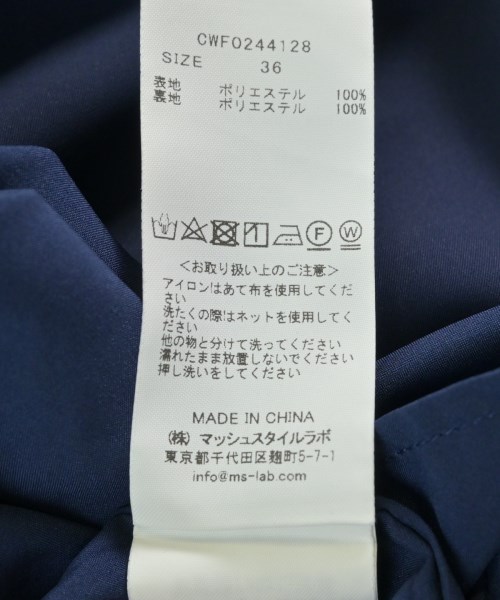 CWFO244128
SIZE 36
表地 ポリエステル 100%
裏地 ポリエステル 100%
F W
<お取り扱い上のご注意>
アイロンはあて布を使用してくだ
さい
洗たくの際はネットを使用してく
ださい
他の物と分けて洗ってください
濡れたまま放置しないでください
押し洗いをしてください
MADE IN CHINA
(株) マッシュスタイルラボ
東京都千代田区麹町5-7-1
info@ms-lab.com